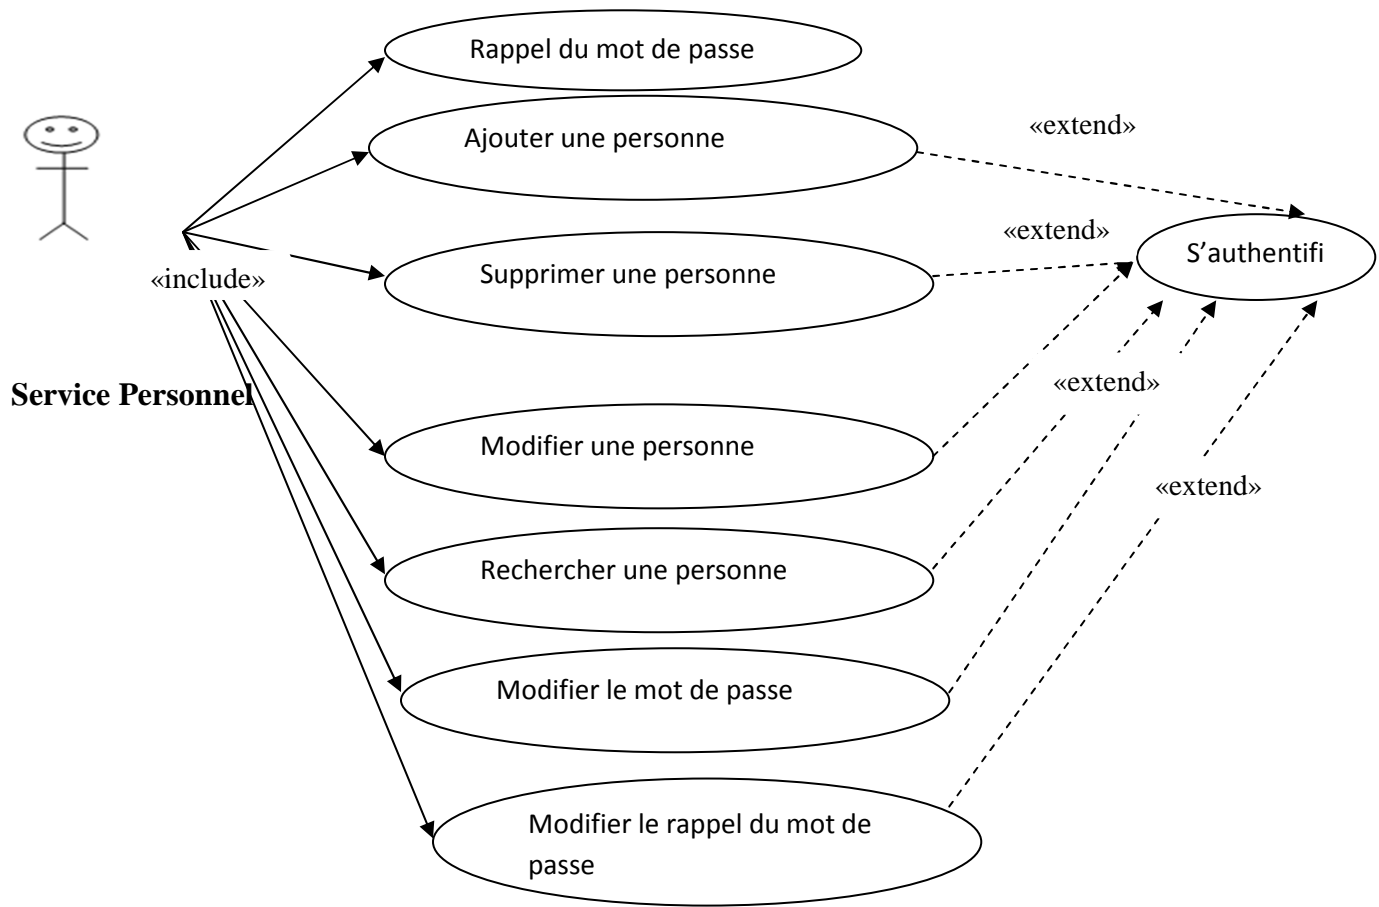 Rappel du mot de passe
Ajouter une personne
«extend»
«extend»
S’authentifi
Supprimer une personne
«include»
«extend»
Service Personnel
Modifier une personne
«extend»
Rechercher une personne
Modifier le mot de passe
Modifier le rappel du mot de
passe